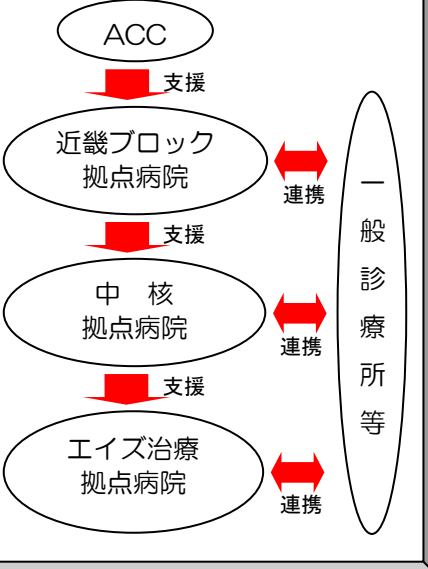 ACC
支援
近畿ブロック
拠点病院
連携
支援
中 核
拠点病院
連携
支援
エイズ治療
拠点病院
連携
一般診療所等